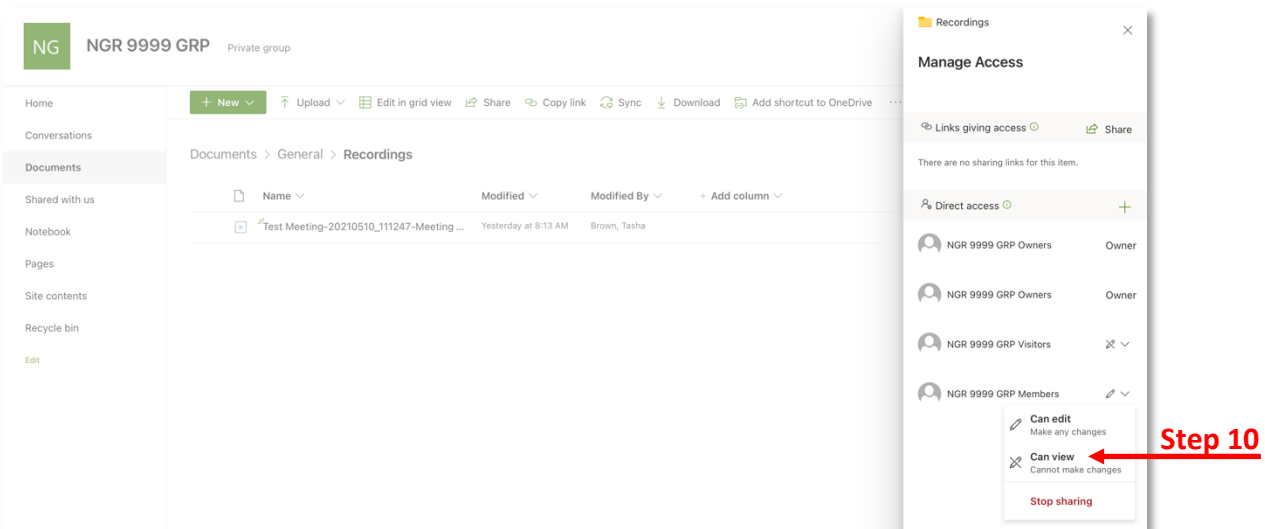 NG
NGR 9999 GRP Private group
Home
Conversations
Documents
Shared with us
Notebook
Pages
Site contents
Recycle bin
Edit
+ New Upload Edit in grid view Share Copy link Sync Download Add shortcut to OneDrive ...
Documents > General > Recordings
Name Modified Modified By + Add column
Test Meeting-20210510_111247-Meeting ... Yesterday at 8:13 AM Brown, Tasha
Recordings
Manage Access
Links giving access Share
There are no sharing links for this item.
Direct access
NGR 9999 GRP Owners Owner
NGR 9999 GRP Owners Owner
NGR 9999 GRP Visitors
NGR 9999 GRP Members
Can edit
Make any changes
Can view
Cannot make changes
Stop sharing
Step 10